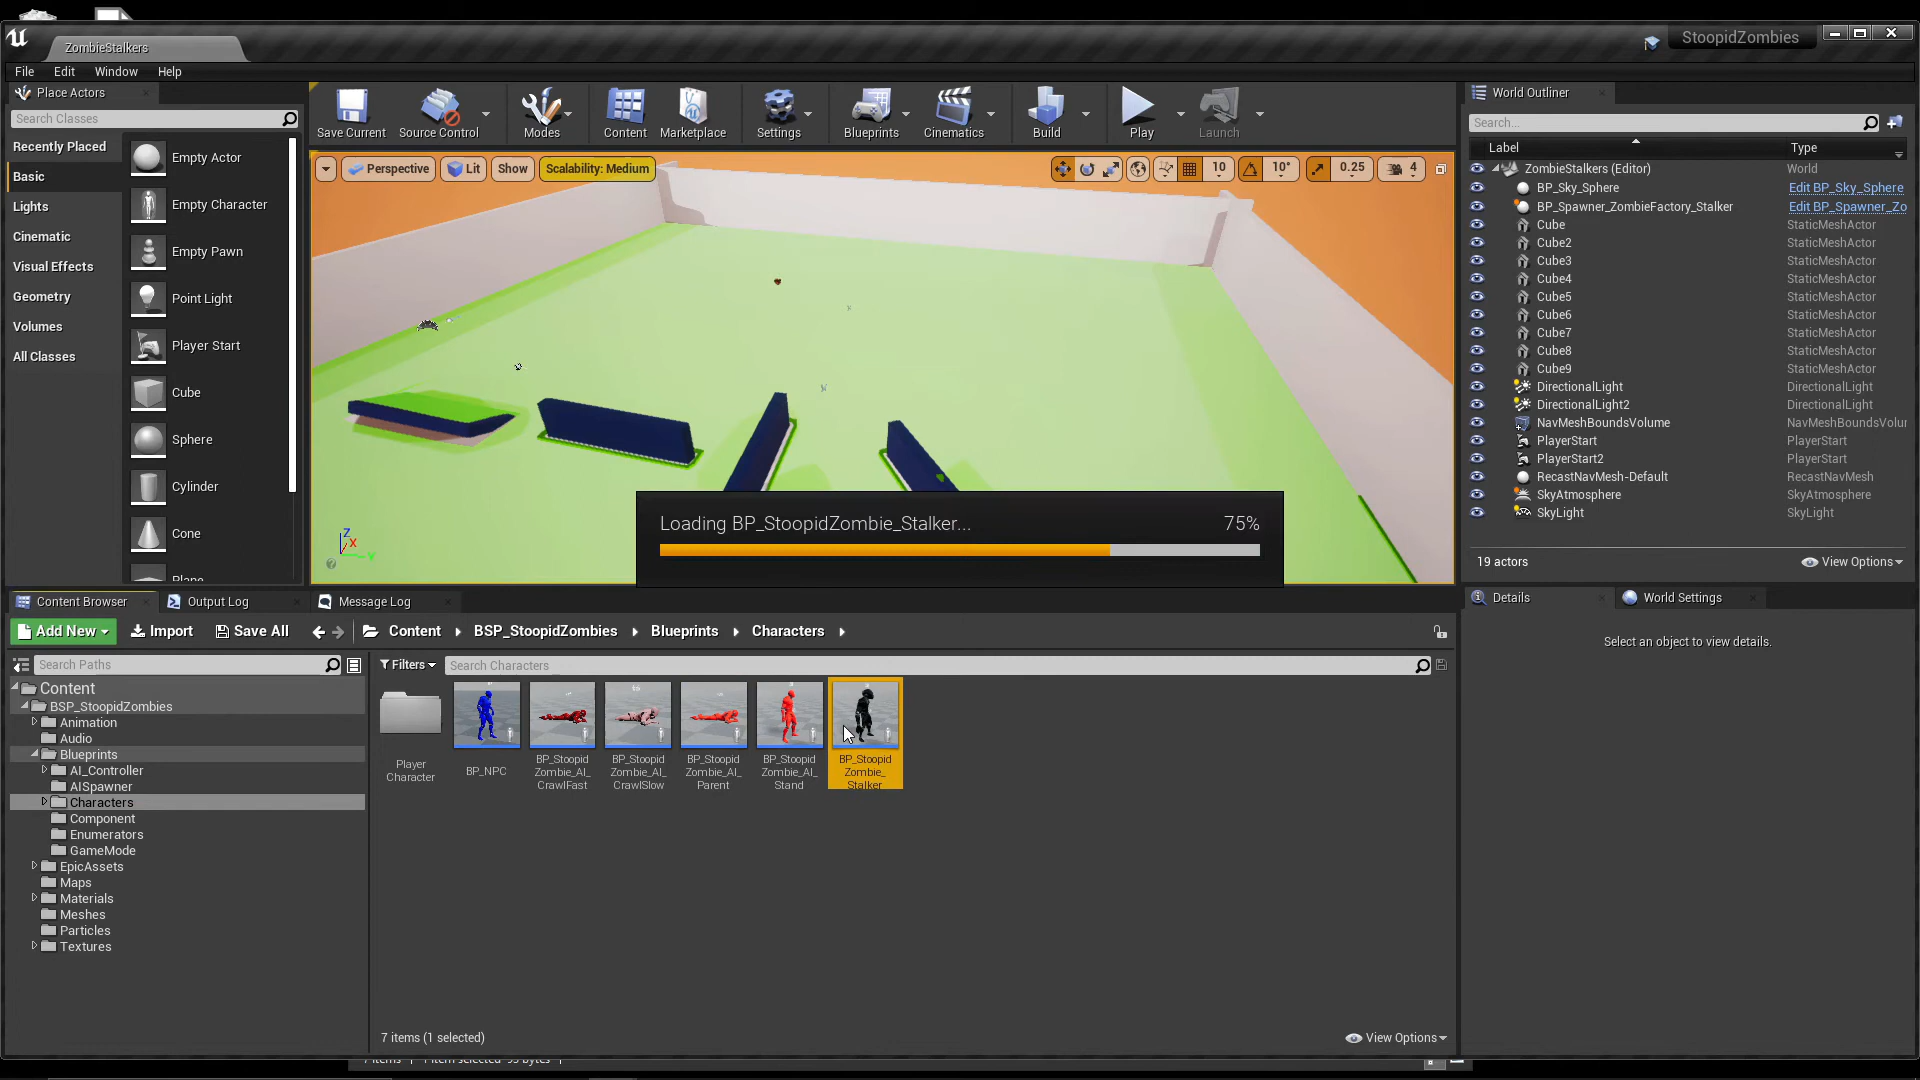 ZombieStalkers
StoopidZombies
File Edit Window Help
Place Actors
Search Classes
Recently Placed
Basic
Lights
Cinematic
Visual Effects
Geometry
Volumes
All Classes
Empty Actor
Empty Character
Empty Pawn
Point Light
Player Start
Cube
Sphere
Cylinder
Cone
Plane
Save Current
Source Control
Modes
Content
Marketplace
Settings
Blueprints
Cinematics
Build
Play
Launch
Perspective
Lit
Show
Scalability: Medium
10
10°
0.25
4
Z
X
Y
Loading BP_StoopidZombie_Stalker... 75%
World Outliner
Search...
Label Type
ZombieStalkers (Editor) World
BP_Sky_Sphere Edit BP_Sky_Sphere
BP_Spawner_ZombieFactory_Stalker Edit BP_Spawner_Zo
Cube StaticMeshActor
Cube2 StaticMeshActor
Cube3 StaticMeshActor
Cube4 StaticMeshActor
Cube5 StaticMeshActor
Cube6 StaticMeshActor
Cube7 StaticMeshActor
Cube8 StaticMeshActor
Cube9 StaticMeshActor
DirectionalLight DirectionalLight
DirectionalLight2 DirectionalLight
NavMeshBoundsVolume NavMeshBoundsVolur
PlayerStart PlayerStart
PlayerStart2 PlayerStart
RecastNavMesh-Default RecastNavMesh
SkyAtmosphere SkyAtmosphere
SkyLight SkyLight
19 actors
View Options
Details
World Settings
Select an object to view details.
Content Browser
Output Log
Message Log
Add New
Import
Save All
Content
BSP_StoopidZombies
Blueprints
Characters
Search Paths
Filters
Search Characters
Content
BSP_StoopidZombies
Animation
Audio
Blueprints
AI_Controller
AISpawner
Characters
Component
Enumerators
GameMode
EpicAssets
Maps
Materials
Meshes
Particles
Textures
Player
Character
BP_NPC
BP_Stoopid
Zombie_AI_
CrawlFast
BP_Stoopid
Zombie_AI_
CrawlSlow
BP_Stoopid
Zombie_AI_
Parent
BP_Stoopid
Zombie_AI_
Stand
BP_Stoopid
Zombie_
Stalker
7 items (1 selected)
View Options